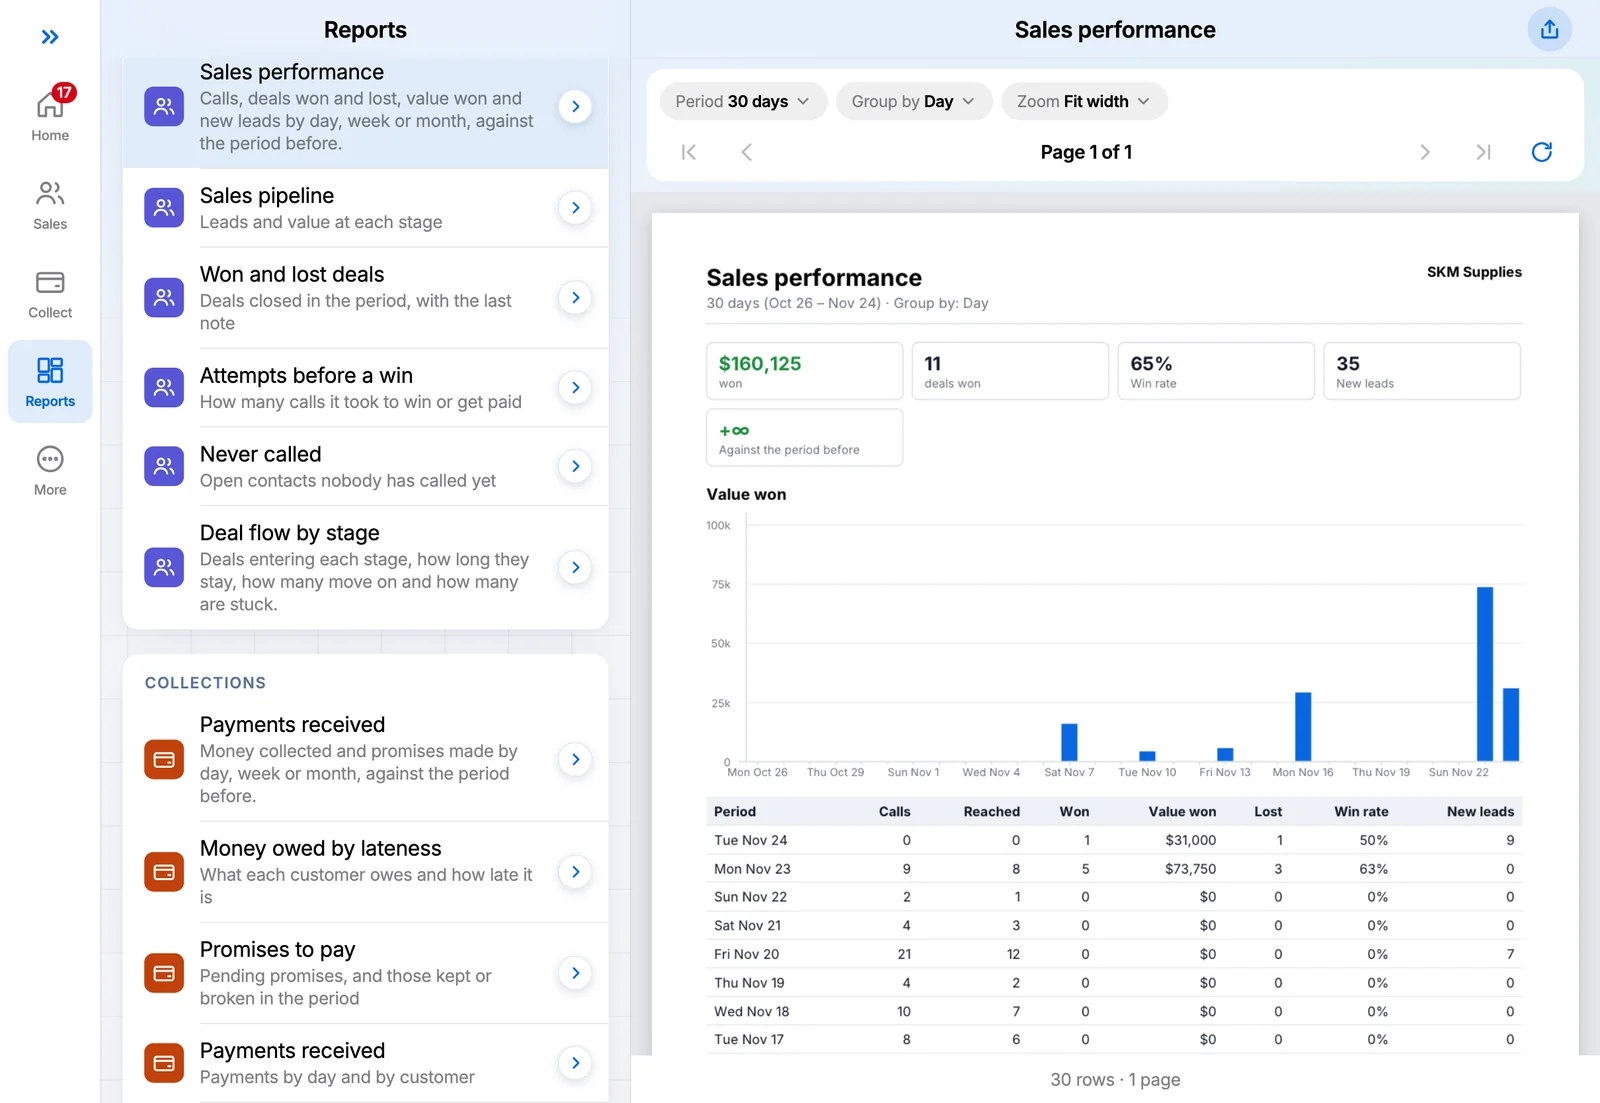 17
Home
Sales
Collect
Reports
More
Reports
Sales performance
Calls, deals won and lost, value won and
new leads by day, week or month, against
the period before.
Sales pipeline
Leads and value at each stage
Won and lost deals
Deals closed in the period, with the last
note
Attempts before a win
How many calls it took to win or get paid
Never called
Open contacts nobody has called yet
Deal flow by stage
Deals entering each stage, how long they
stay, how many move on and how many
are stuck.
COLLECTIONS
Payments received
Money collected and promises made by
day, week or month, against the period
before.
Money owed by lateness
What each customer owes and how late it
is
Promises to pay
Pending promises, and those kept or
broken in the period
Payments received
Payments by day and by customer
Sales performance
Period 30 days
Group by Day
Zoom Fit width
Page 1 of 1
Sales performance
SKM Supplies
30 days (Oct 26 – Nov 24) · Group by: Day
$160,125
won
11
deals won
65%
Win rate
35
New leads
+∞
Against the period before
Value won
100k
75k
50k
25k
0
Mon Oct 26 Thu Oct 29 Sun Nov 1 Wed Nov 4 Sat Nov 7 Tue Nov 10 Fri Nov 13 Mon Nov 16 Thu Nov 19 Sun Nov 22
Period Calls Reached Won Value won Lost Win rate New leads
Tue Nov 24 0 0 1 $31,000 1 50% 9
Mon Nov 23 9 8 5 $73,750 3 63% 0
Sun Nov 22 2 1 0 $0 0 0% 0
Sat Nov 21 4 3 0 $0 0 0% 0
Fri Nov 20 21 12 0 $0 0 0% 7
Thu Nov 19 4 2 0 $0 0 0% 0
Wed Nov 18 10 7 0 $0 0 0% 0
Tue Nov 17 8 6 0 $0 0 0% 0
30 rows · 1 page